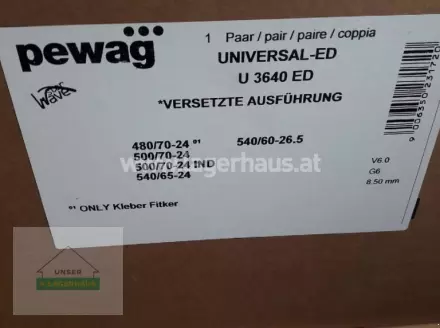 pewag
1 Paar / pair / paire / coppia
UNIVERSAL-ED
U 3640 ED
*VERSETZTE AUSFÜHRUNG
480/70-24 *¹ 540/60-26.5
500/70-24
500/70-24 IND
540/65-24
V6.0
G6
8.50 mm
*¹ ONLY Kleber Fitker
UNSER
LAGERHAUS